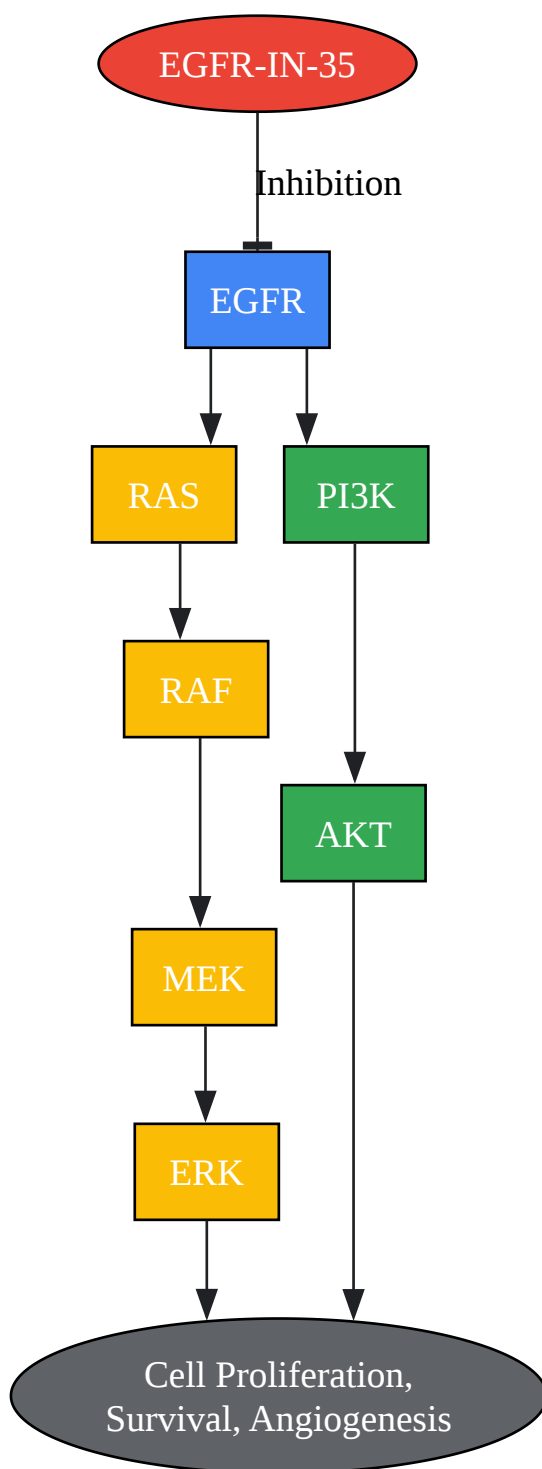 EGFR-IN-35
Inhibition
EGFR
RAS
PI3K
RAF
AKT
MEK
ERK
Cell Proliferation,
Survival, Angiogenesis